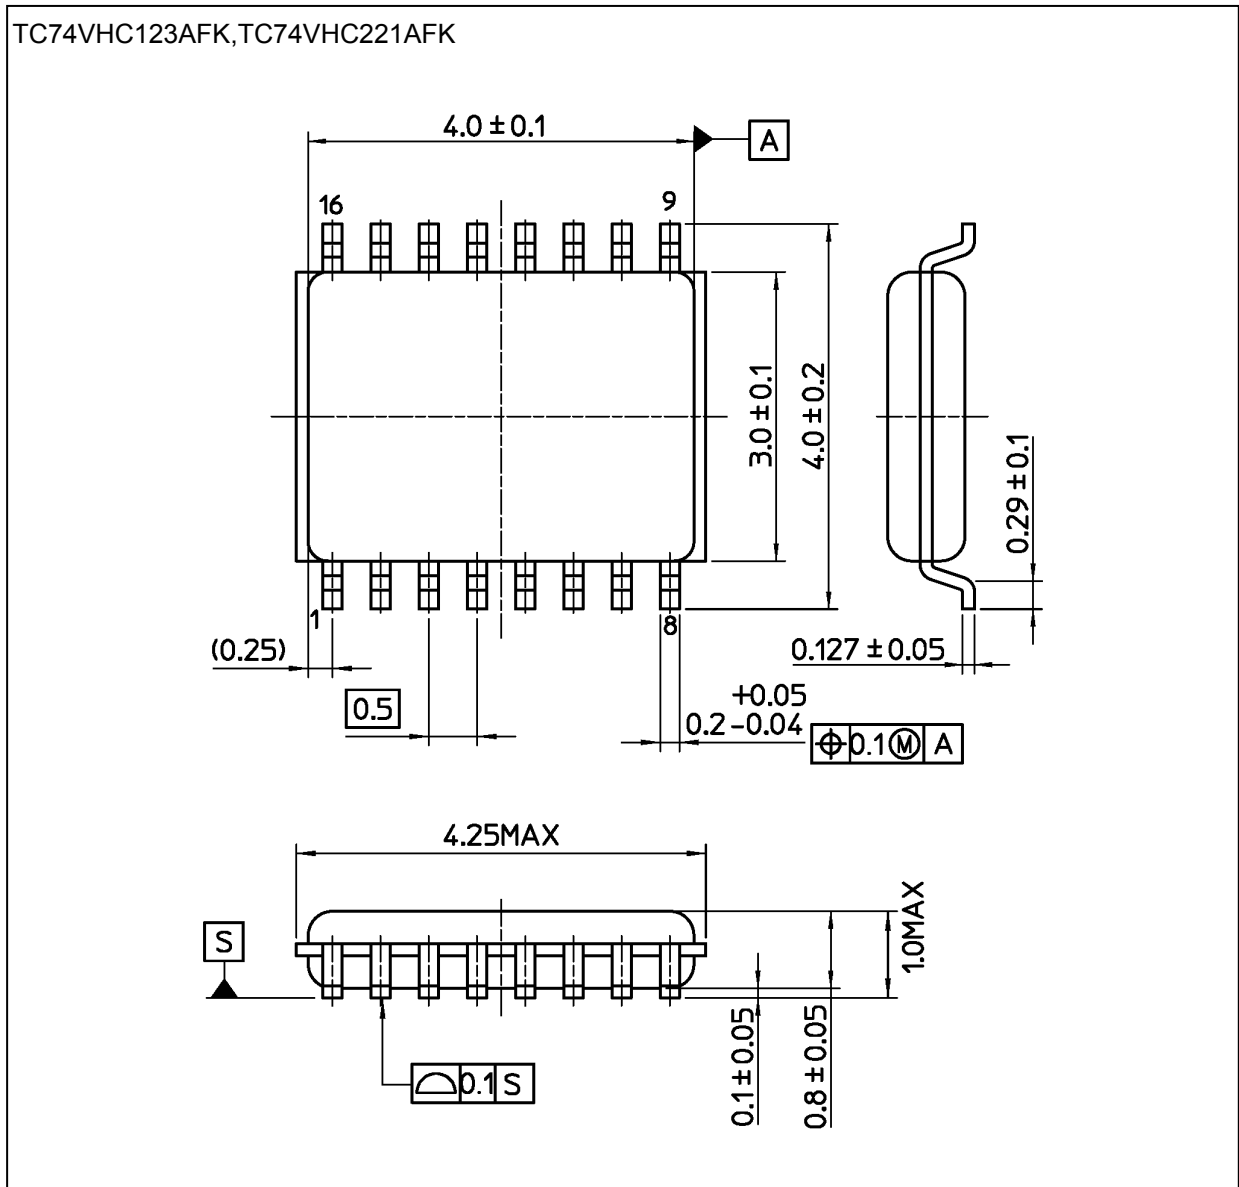 TC74VHC123AFK,TC74VHC221AFK
4.0±0.1
A
16
9
3.0±0.1
4.0±0.2
0.29±0.1
1
8
(0.25)
0.127±0.05
0.5
+0.05
0.2-0.04
0.1 Ⓜ A
4.25MAX
S
1.0MAX
0.1±0.05
0.8±0.05
0.1 S